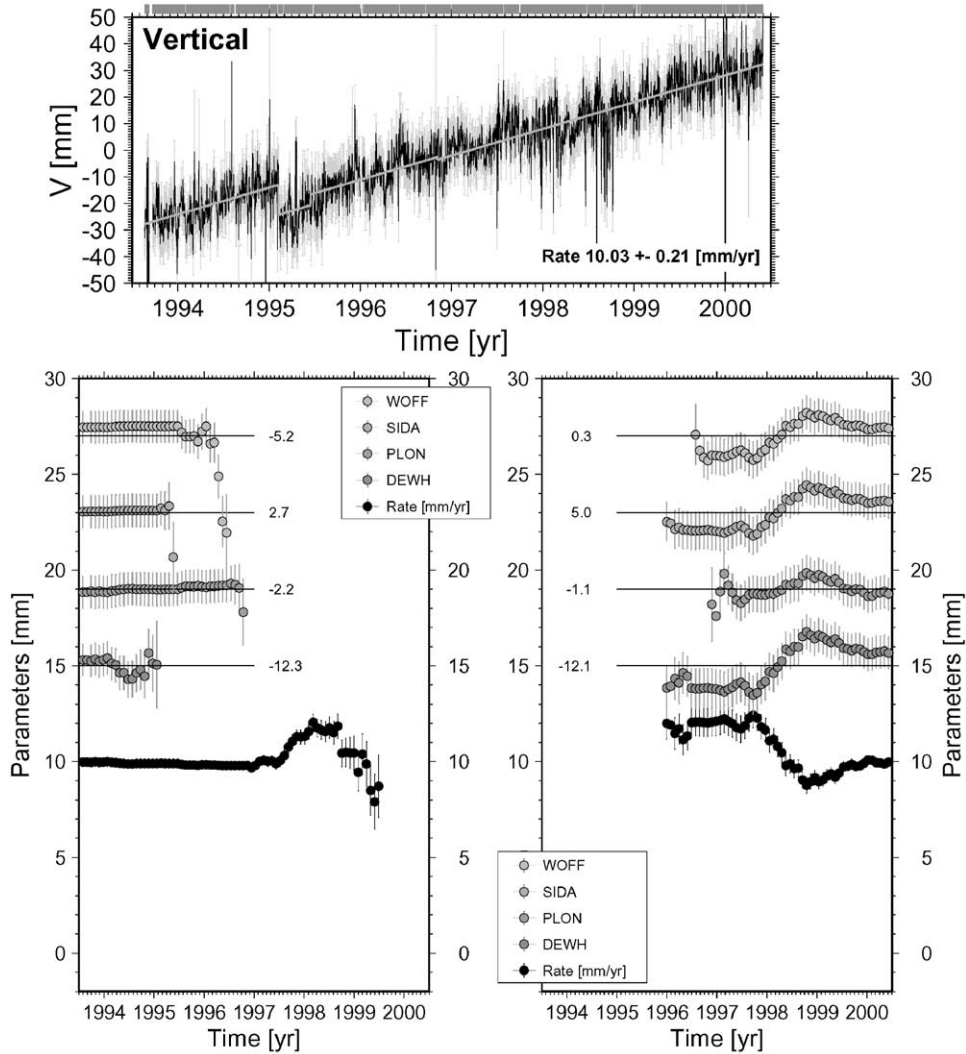 Vertical
50
40
30
20
10
0
-10
-20
-30
-40
-50
V [mm]
Rate 10.03 +- 0.21 [mm/yr]
1994 1995 1996 1997 1998 1999 2000
Time [yr]
30 30 30
25 25 25
20 20 20
15 15 15
10 10 10
5 5 5
0 0 0
Parameters [mm]
WOFF
SIDA
PLON
DEWH
Rate [mm/yr]
-5.2
2.7
-2.2
-12.3
1994 1995 1996 1997 1998 1999 2000
Time [yr]
0.3
5.0
-1.1
-12.1
WOFF
SIDA
PLON
DEWH
Rate [mm/yr]
Parameters [mm]
1994 1995 1996 1997 1998 1999 2000
Time [yr]